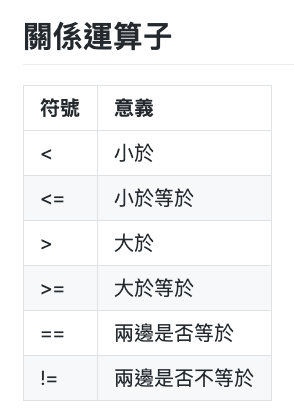 關係運算子
符號 意義
< 小於
<= 小於等於
> 大於
>= 大於等於
== 兩邊是否等於
!= 兩邊是否不等於